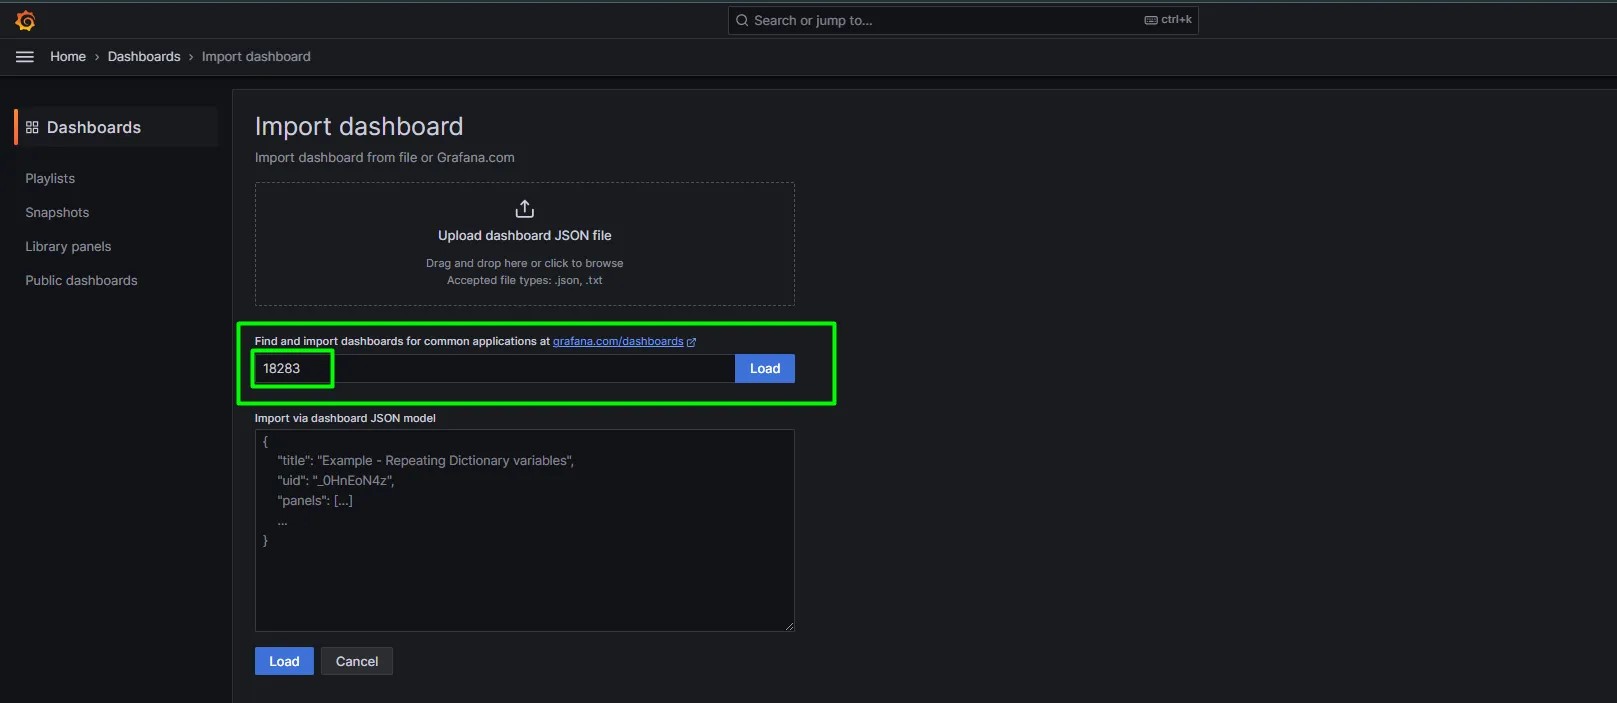 Search or jump to...
ctrl+k
Home › Dashboards › Import dashboard
Dashboards
Playlists
Snapshots
Library panels
Public dashboards
Import dashboard
Import dashboard from file or Grafana.com
Upload dashboard JSON file
Drag and drop here or click to browse
Accepted file types: .json, .txt
Find and import dashboards for common applications at grafana.com/dashboards
18283
Load
Import via dashboard JSON model
{
"title": "Example - Repeating Dictionary variables",
"uid": "_0HnEoN4z",
"panels": [...]
...
}
Load
Cancel